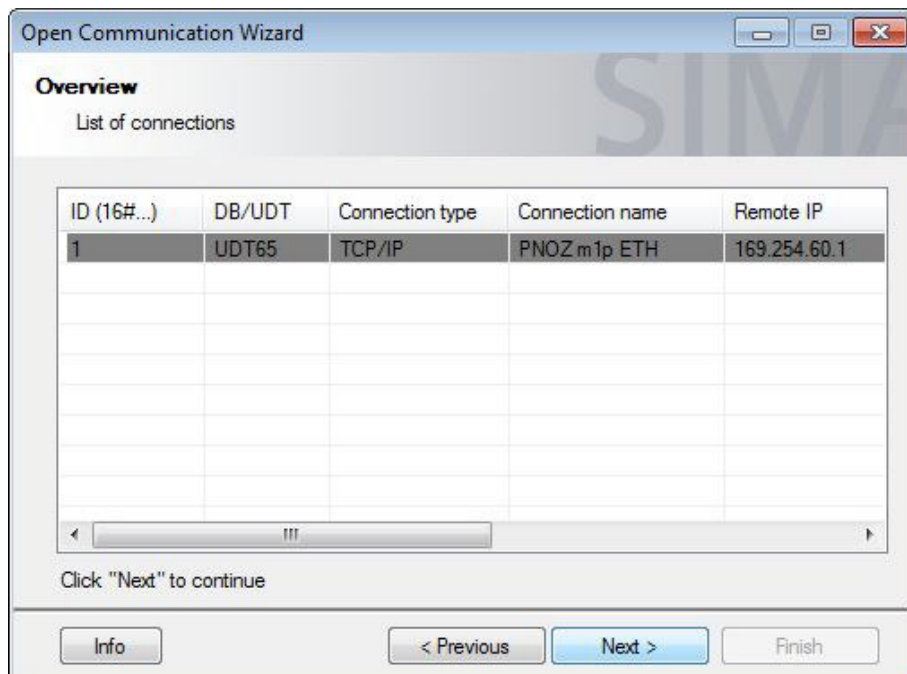 Open Communication Wizard
Overview
SIMA
List of connections
ID (16#...) DB/UDT Connection type Connection name Remote IP
1 UDT65 TCP/IP PNOZ m1p ETH 169.254.60.1
Click "Next" to continue
Info < Previous Next > Finish